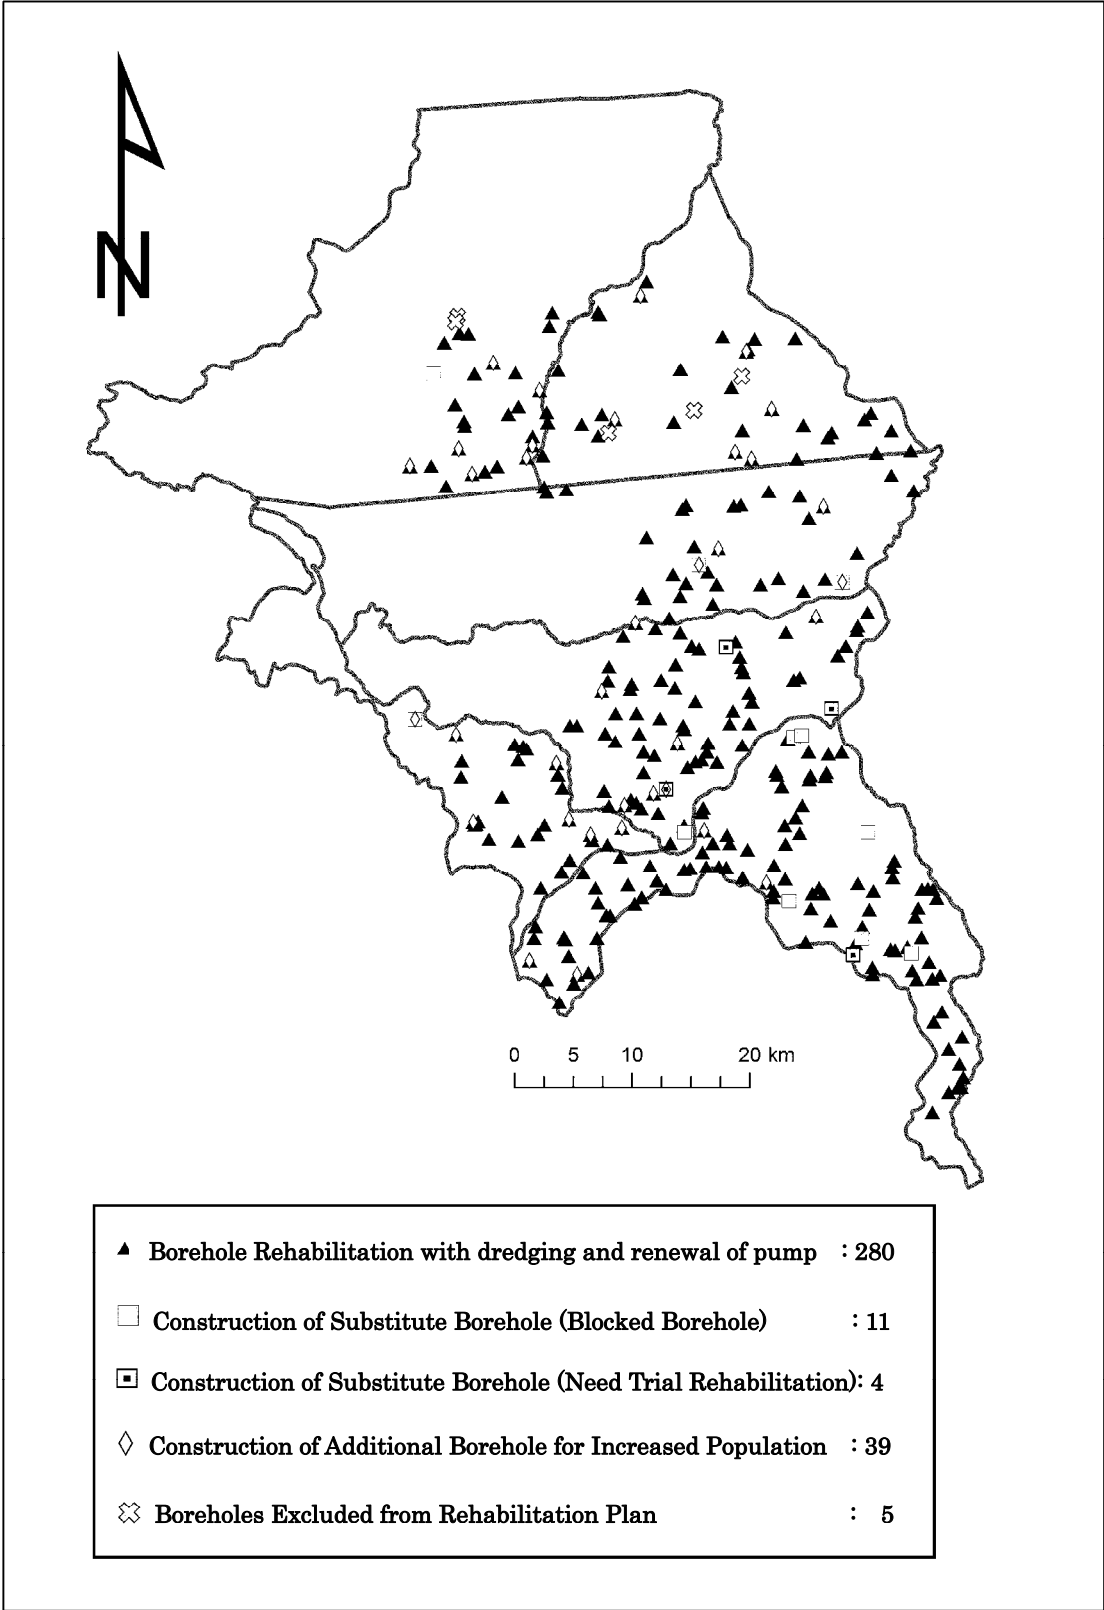 N
0 5 10 20 km
Borehole Rehabilitation with dredging and renewal of pump : 280
Construction of Substitute Borehole (Blocked Borehole) : 11
Construction of Substitute Borehole (Need Trial Rehabilitation): 4
Construction of Additional Borehole for Increased Population : 39
Boreholes Excluded from Rehabilitation Plan : 5